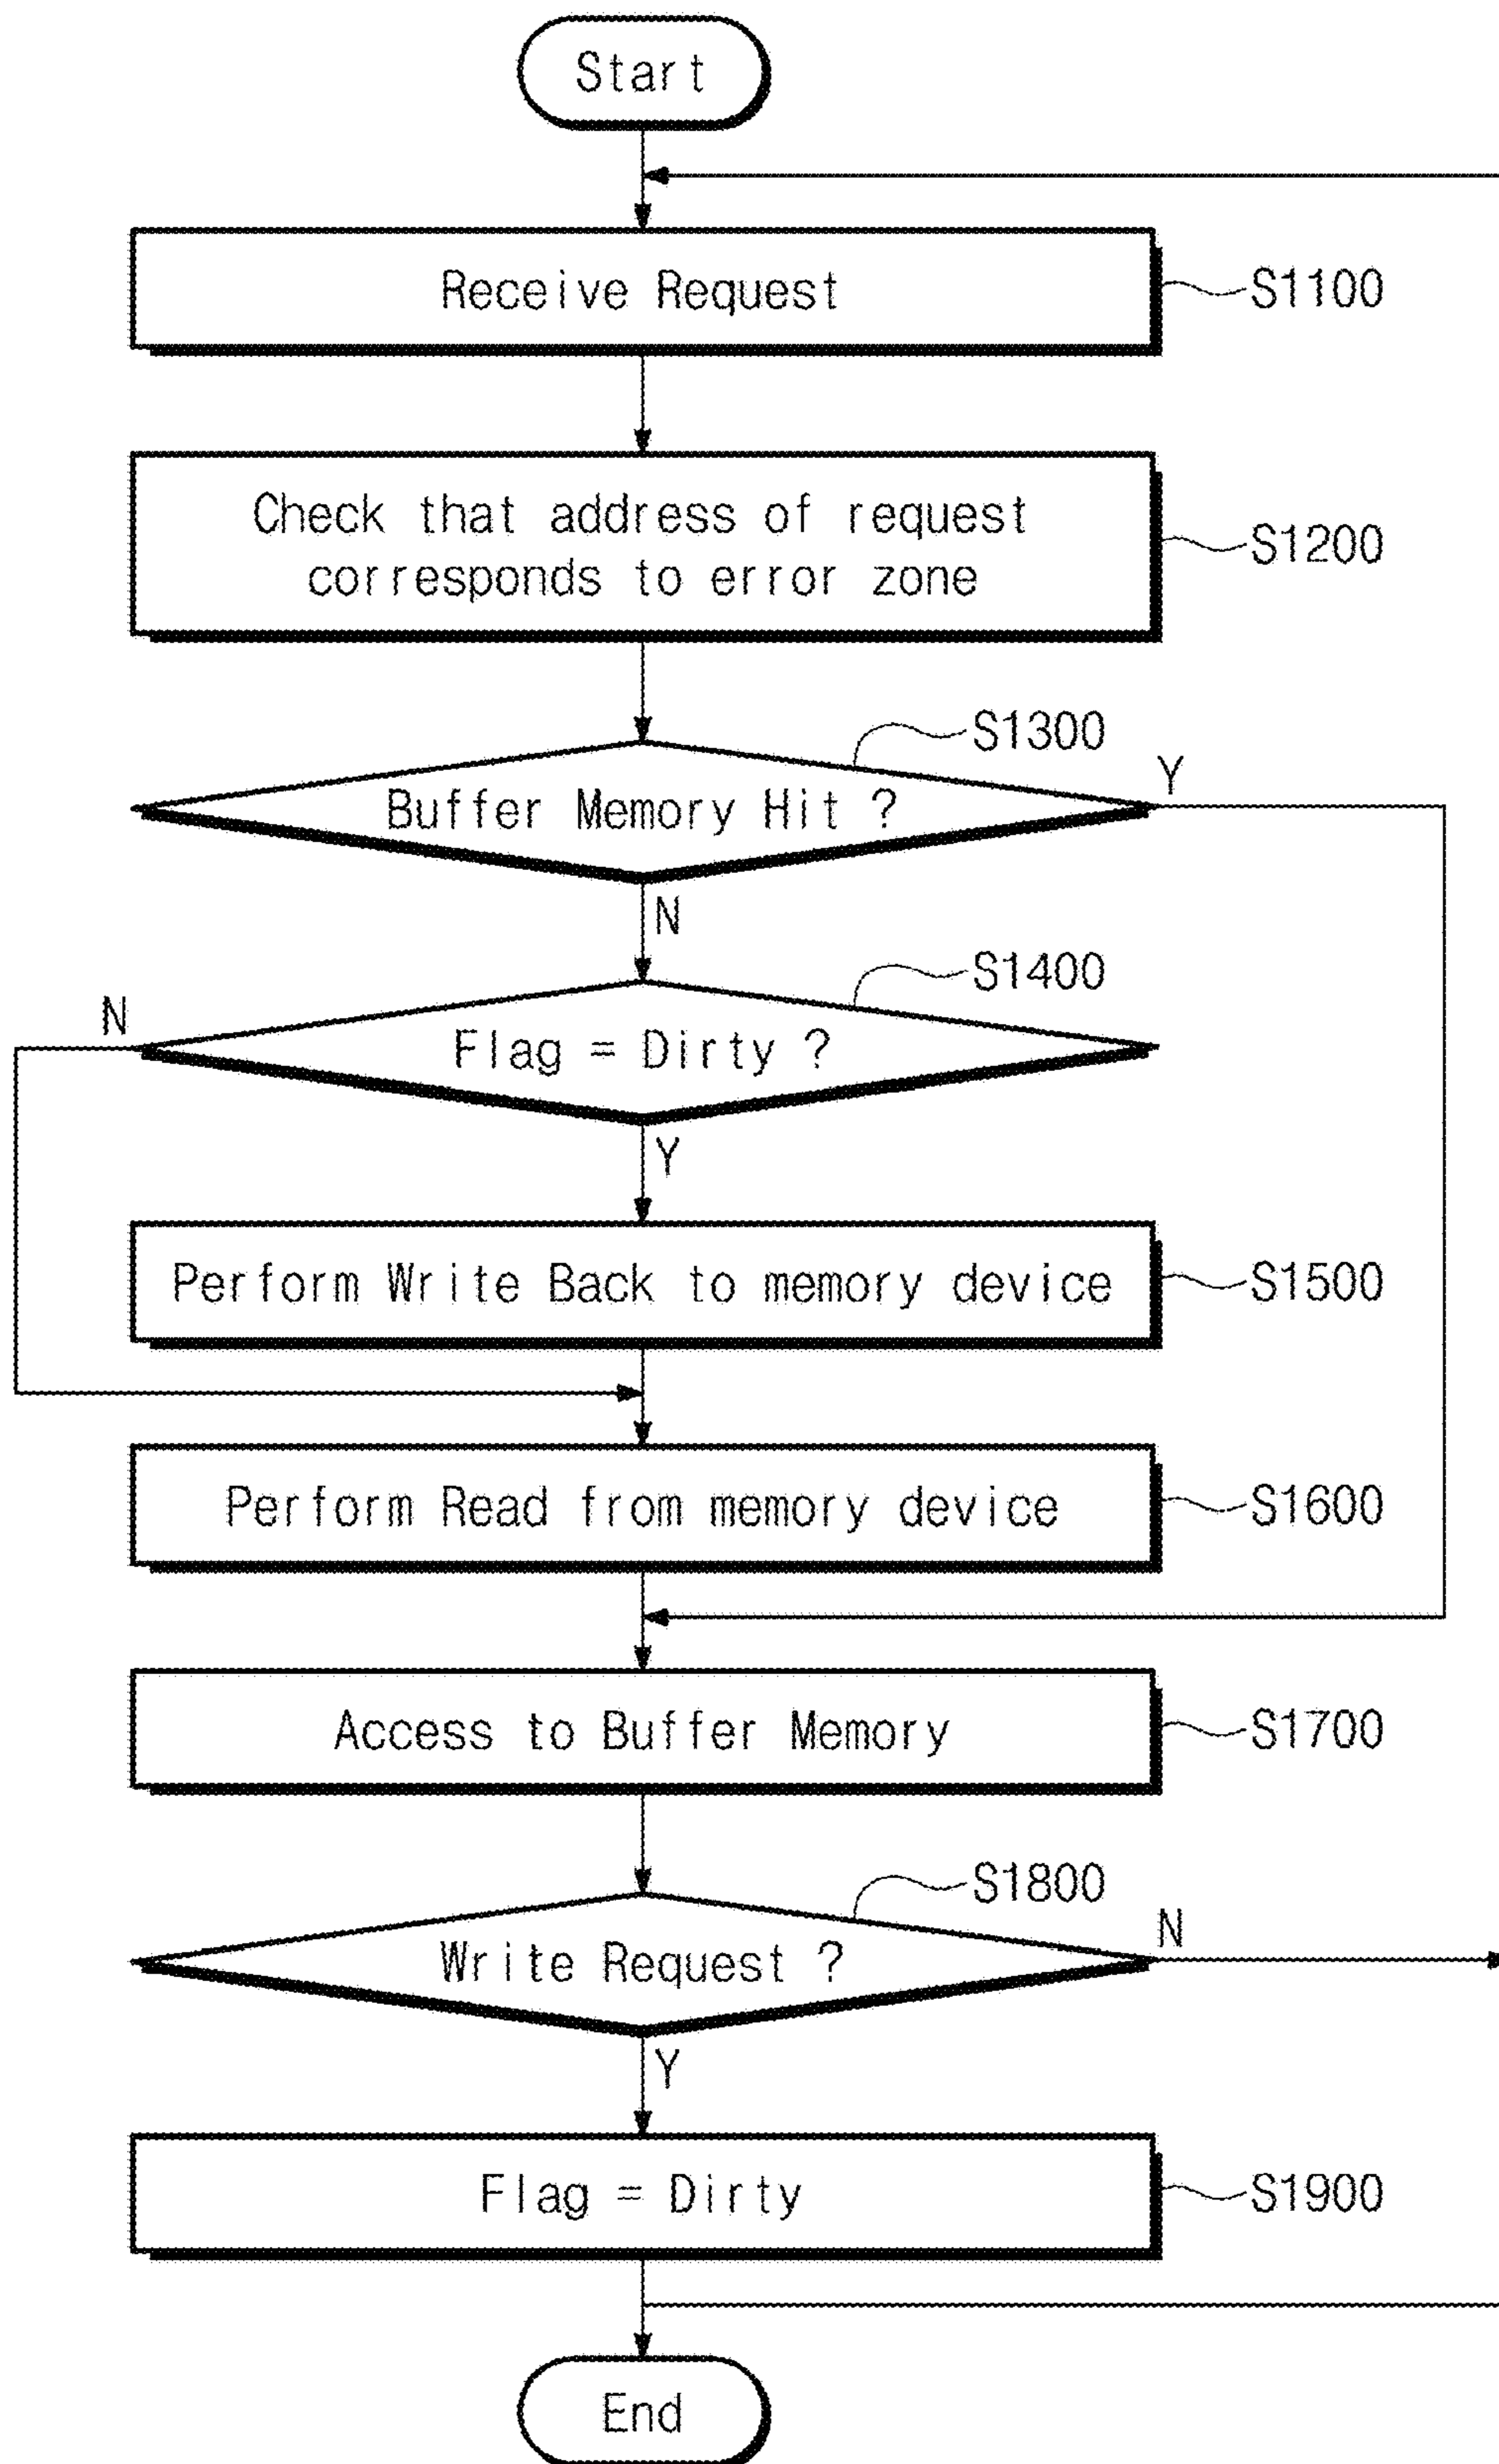 Start
Receive Request
S1100
Check that address of request
corresponds to error zone
S1200
S1300
Buffer Memory Hit ?
Y
N
S1400
N
Flag = Dirty ?
Y
Perform Write Back to memory device
S1500
Perform Read from memory device
S1600
Access to Buffer Memory
S1700
S1800
Write Request ?
N
Y
Flag = Dirty
S1900
End